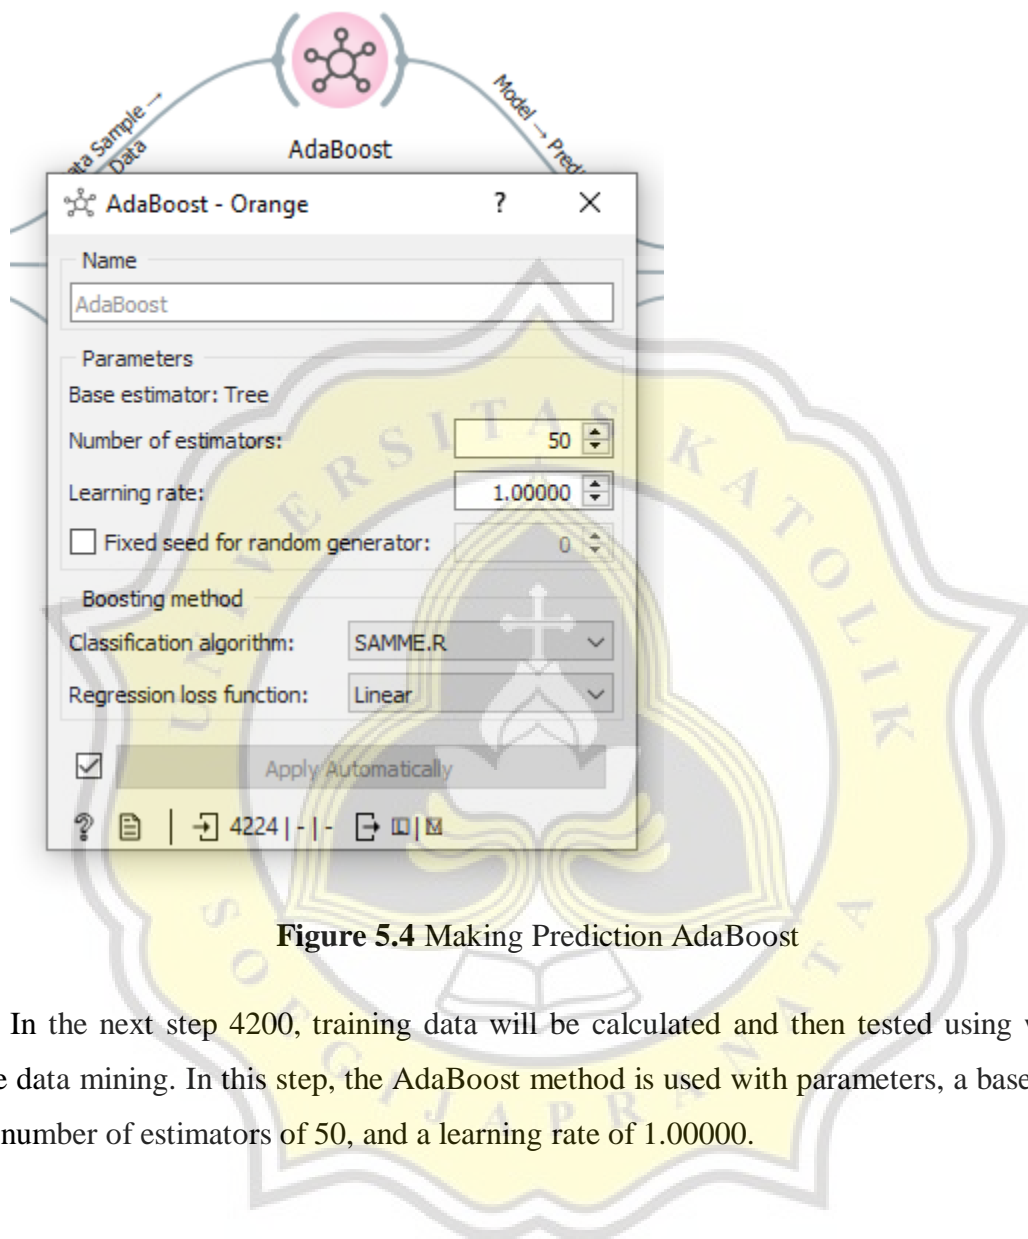 Data
Sample →
Model → 
AdaBoost
AdaBoost - Orange ? ×
Name
AdaBoost
Parameters
Base estimator: Tree
Number of estimators: 50
Learning rate: 1.00000
Fixed seed for random generator: 0
Boosting method
Classification algorithm: SAMME.R
Regression loss function: Linear
Apply Automatically
? 4224 | - | -
UNIVERSITAS KATOLIK
SOEGIJAPRANATA
Figure 5.4 Making Prediction AdaBoost
In the next step 4200, training data will be calculated and then tested using
data mining. In this step, the AdaBoost method is used with parameters, a base
number of estimators of 50, and a learning rate of 1.00000.